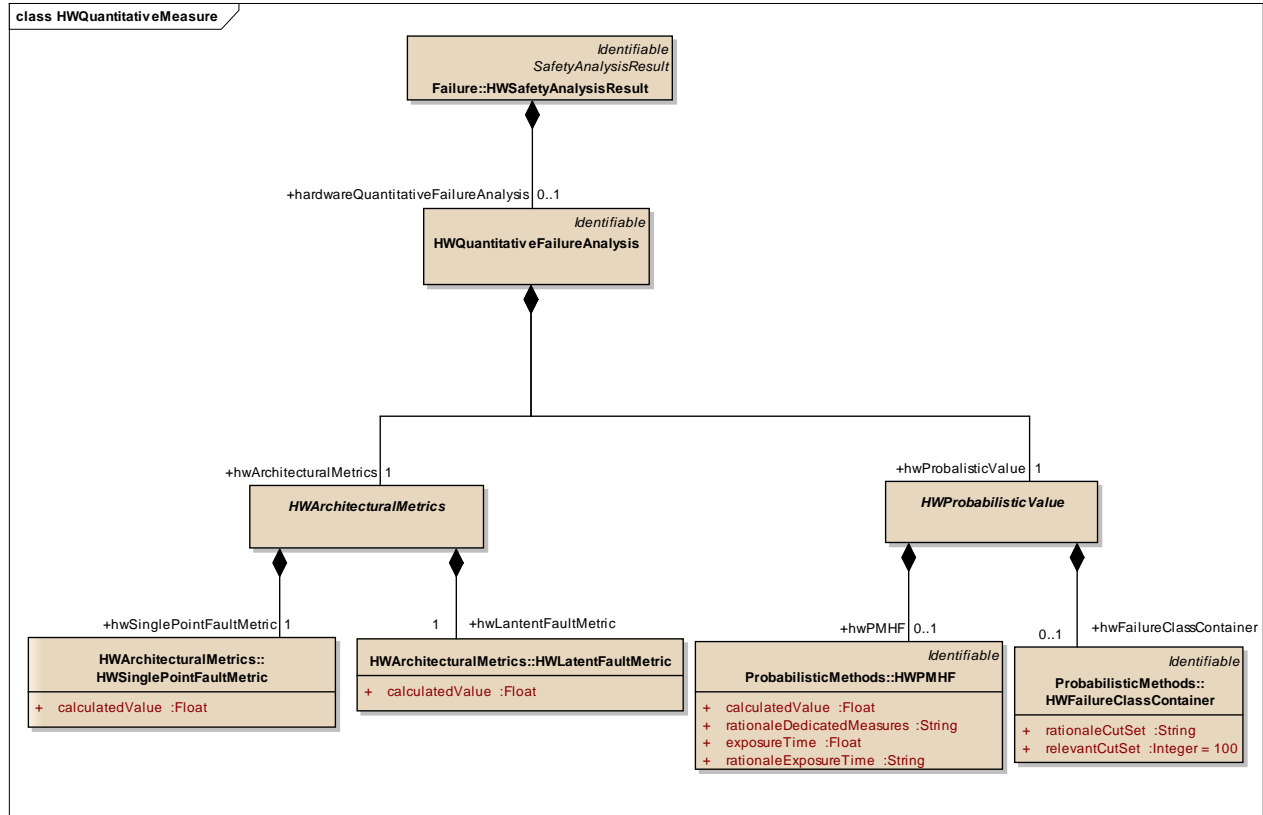 class HWQuantitativeMeasure
Identifiable
SafetyAnalysisResult
Failure::HWSafetyAnalysisResult
+hardwareQuantitativeFailureAnalysis 0..1
Identifiable
HWQuantitativeFailureAnalysis
+hwArchitecturalMetrics 1
+hwProbalisticValue 1
HWArchitecturalMetrics
HWProbabilisticValue
+hwSinglePointFaultMetric 1
1 +hwLantentFaultMetric
+hwPMHF 0..1
0..1 +hwFailureClassContainer
HWArchitecturalMetrics::
HWSinglePointFaultMetric
+ calculatedValue :Float
HWArchitecturalMetrics::HWLatentFaultMetric
+ calculatedValue :Float
Identifiable
ProbabilisticMethods::HWPMHF
+ calculatedValue :Float
+ rationaleDedicatedMeasures :String
+ exposureTime :Float
+ rationaleExposureTime :String
Identifiable
ProbabilisticMethods::
HWFailureClassContainer
+ rationaleCutSet :String
+ relevantCutSet :Integer = 100